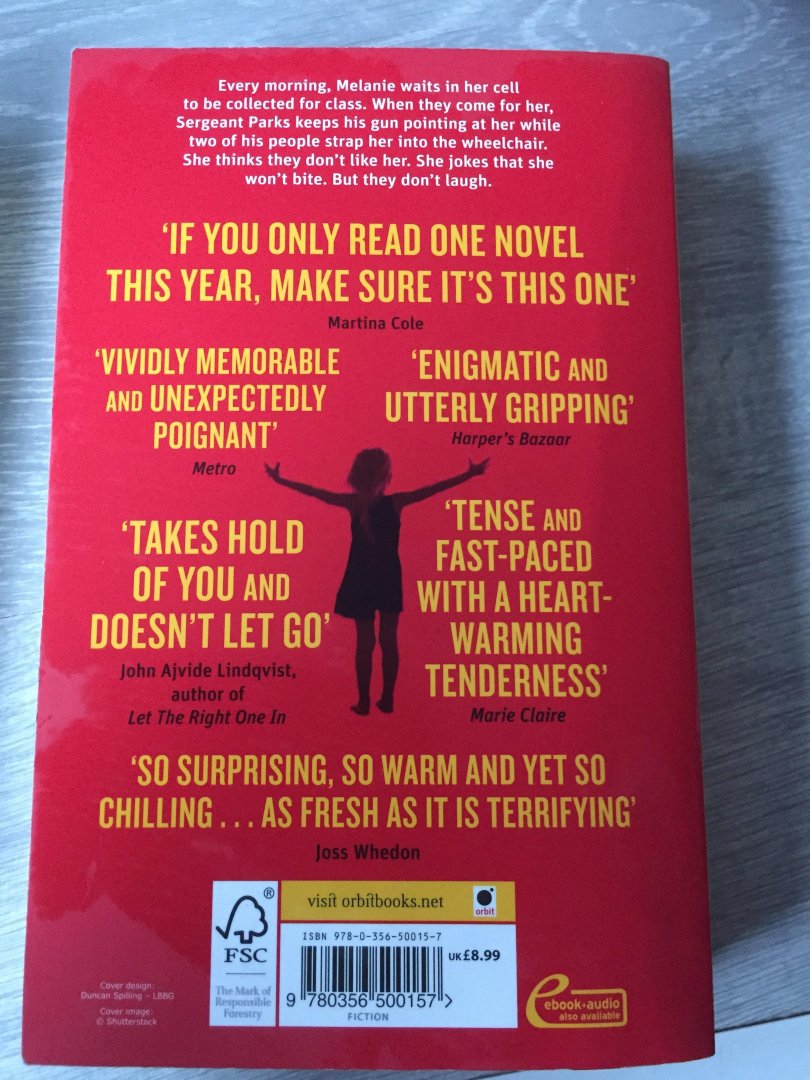 Every morning, Melanie waits in her cell
to be collected for class. When they come for her,
Sergeant Parks keeps his gun pointing at her while
two of his people strap her into the wheelchair.
She thinks they don't like her. She jokes that she
won't bite. But they don't laugh.
'IF YOU ONLY READ ONE NOVEL
THIS YEAR, MAKE SURE IT'S THIS ONE'
Martina Cole
'VIVIDLY MEMORABLE
AND UNEXPECTEDLY
POIGNANT'
Metro
'ENIGMATIC AND
UTTERLY GRIPPING'
Harper's Bazaar
'TAKES HOLD
OF YOU AND
DOESN'T LET GO'
John Ajvide Lindqvist,
author of
Let The Right One In
'TENSE AND
FAST-PACED
WITH A HEART-
WARMING
TENDERNESS'
Marie Claire
'SO SURPRISING, SO WARM AND YET SO
CHILLING . . . AS FRESH AS IT IS TERRIFYING'
Joss Whedon
®
FSC
The Mark of
Responsible
Forestry
visit orbitbooks.net
orbit
ISBN 978-0-356-50015-7
9 780356 500157 >
FICTION
UK £8.99
ebook+audio
also available
Cover design:
Duncan Spilling – LBBG
Cover image:
© Shutterstock